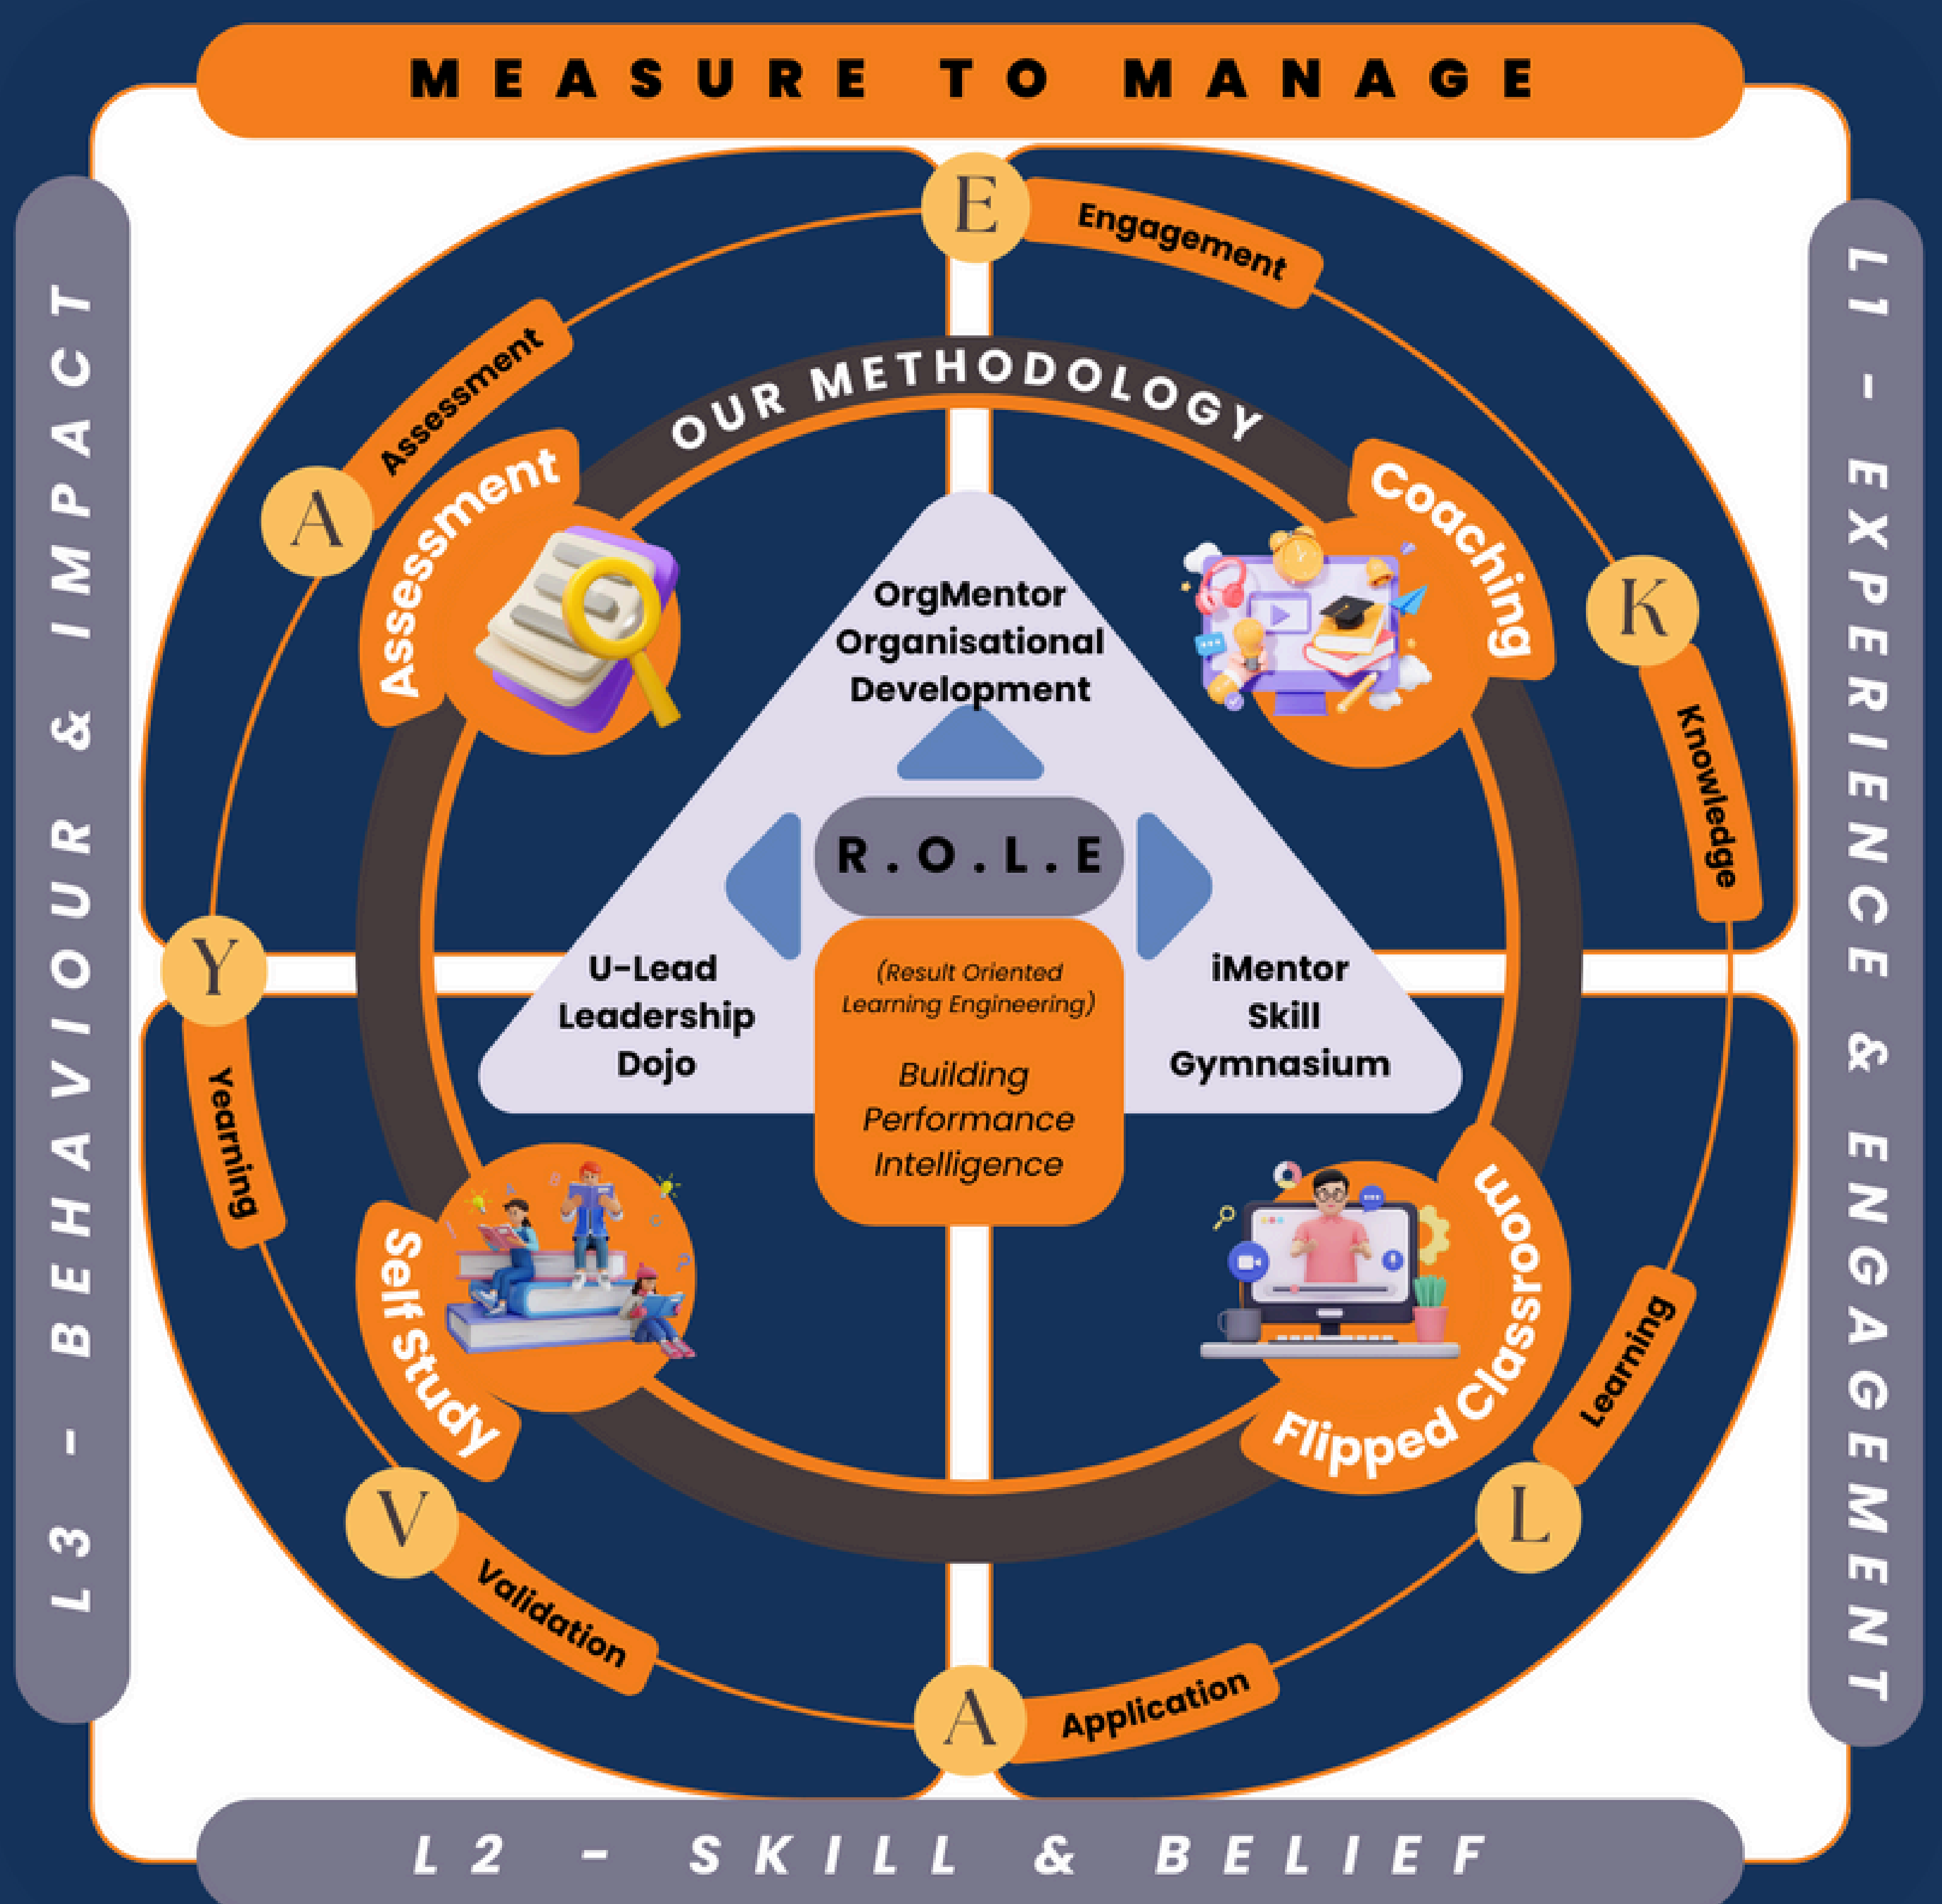 MEASURE TO MANAGE
E
Engagement
K
Knowledge
Learning
L
Application
A
Validation
V
Yearning
Y
Assessment
A
OUR METHODOLOGY
Assessment
Coaching
Flipped Classroom
Self Study
OrgMentor
Organisational
Development
R.O.L.E
(Result Oriented
Learning Engineering)
Building
Performance
Intelligence
U-Lead
Leadership
Dojo
iMentor
Skill
Gymnasium
L1 - EXPERIENCE & ENGAGEMENT
L2 - SKILL & BELIEF
L3 - BEHAVIOUR & IMPACT